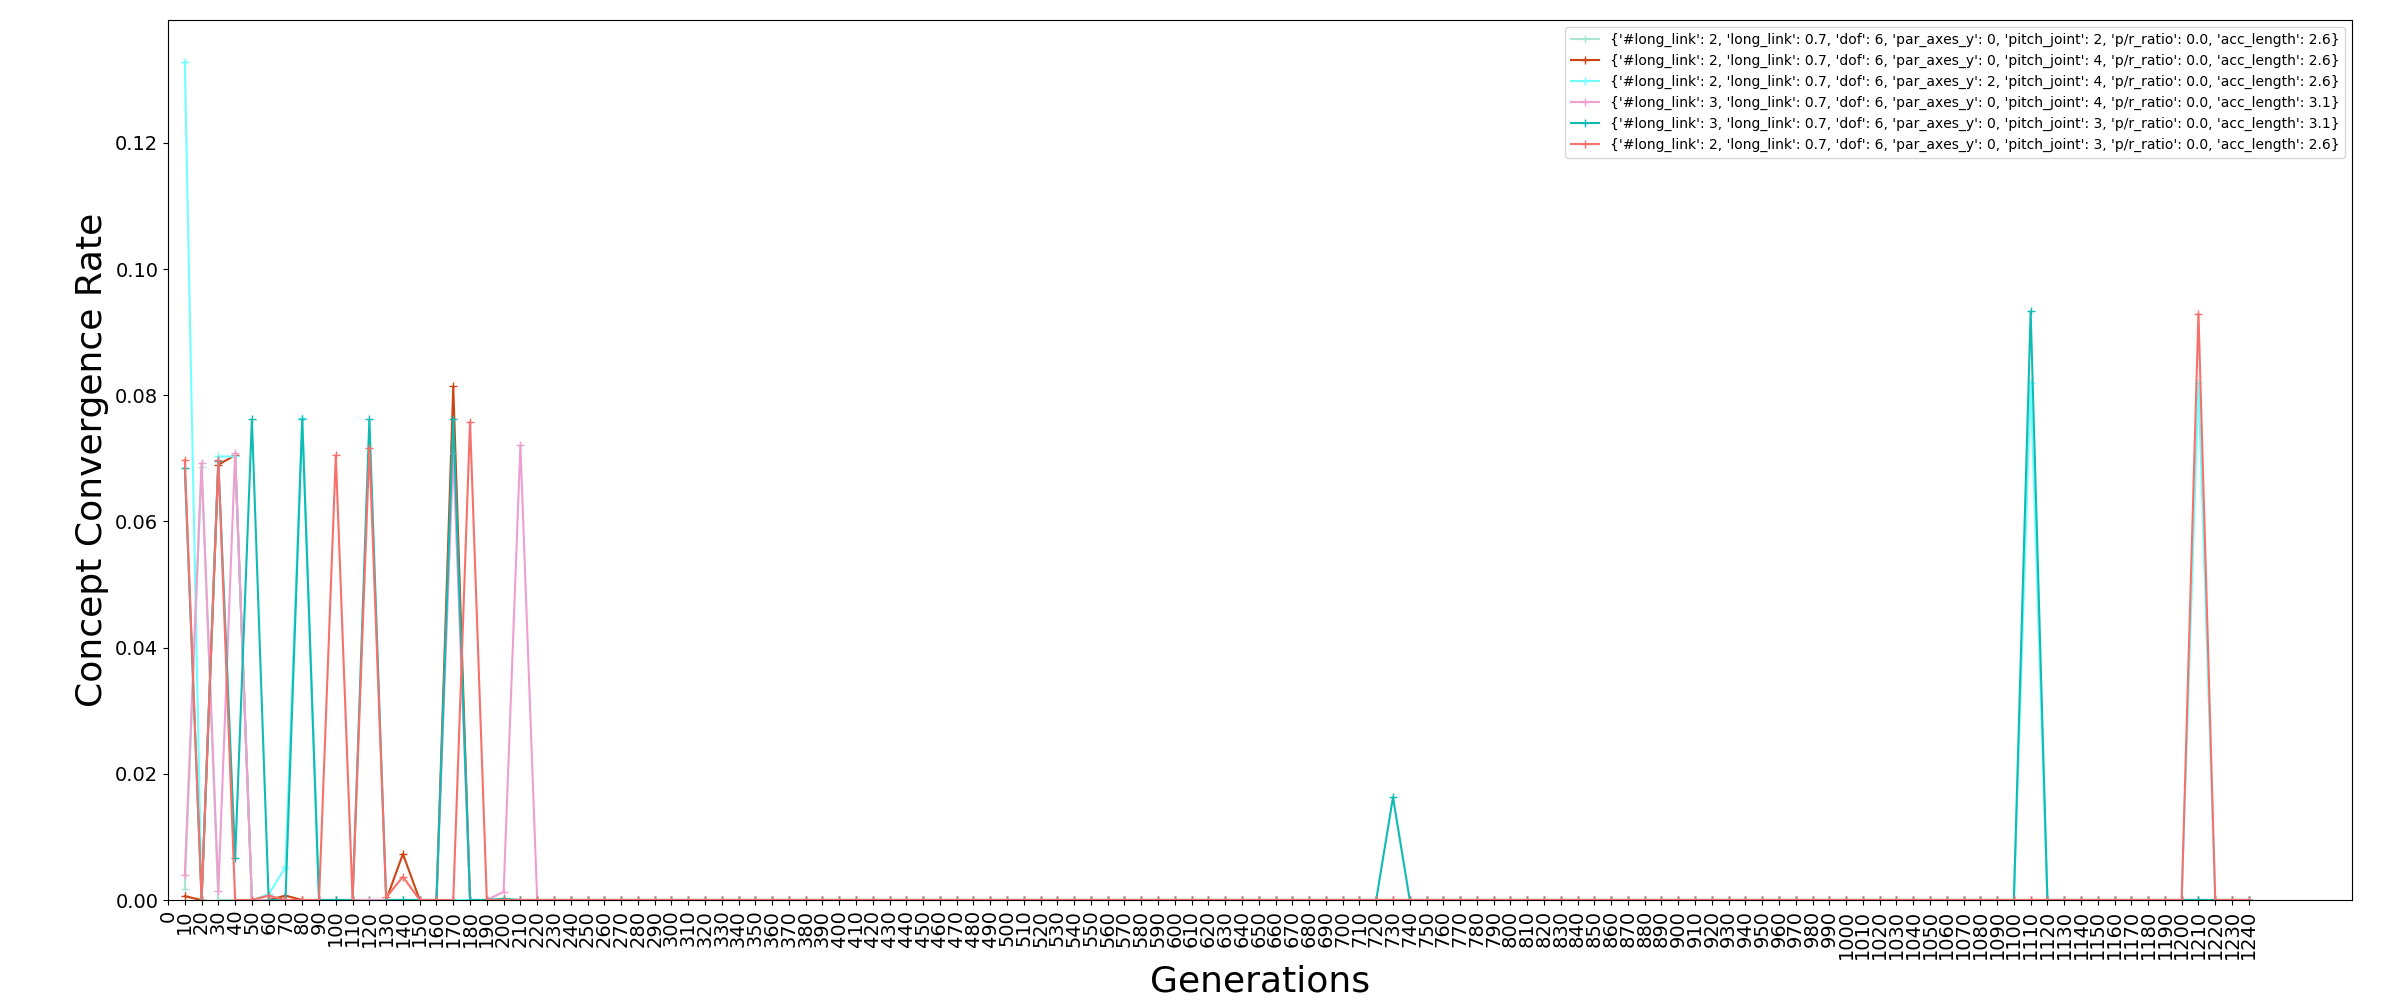 {'#long_link': 2, 'long_link': 0.7, 'dof': 6, 'par_axes_y': 0, 'pitch_joint': 2, 'p/r_ratio': 0.0, 'acc_length': 2.6}
{'#long_link': 2, 'long_link': 0.7, 'dof': 6, 'par_axes_y': 0, 'pitch_joint': 4, 'p/r_ratio': 0.0, 'acc_length': 2.6}
{'#long_link': 2, 'long_link': 0.7, 'dof': 6, 'par_axes_y': 2, 'pitch_joint': 4, 'p/r_ratio': 0.0, 'acc_length': 2.6}
{'#long_link': 3, 'long_link': 0.7, 'dof': 6, 'par_axes_y': 0, 'pitch_joint': 4, 'p/r_ratio': 0.0, 'acc_length': 3.1}
{'#long_link': 3, 'long_link': 0.7, 'dof': 6, 'par_axes_y': 0, 'pitch_joint': 3, 'p/r_ratio': 0.0, 'acc_length': 3.1}
{'#long_link': 2, 'long_link': 0.7, 'dof': 6, 'par_axes_y': 0, 'pitch_joint': 3, 'p/r_ratio': 0.0, 'acc_length': 2.6}
Concept Convergence Rate
0.12
0.10
0.08
0.06
0.04
0.02
0.00
0 10 20 30 40 50 60 70 80 90 100 110 120 130 140 150 160 170 180 190 200 210 220 230 240 250 260 270 280 290 300 310 320 330 340 350 360 370 380 390 400 410 420 430 440 450 460 470 480 490 500 510 520 530 540 550 560 570 580 590 600 610 620 630 640 650 660 670 680 690 700 710 720 730 740 750 760 770 780 790 800 810 820 830 840 850 860 870 880 890 900 910 920 930 940 950 960 970 980 990 1000 1010 1020 1030 1040 1050 1060 1070 1080 1090 1100 1110 1120 1130 1140 1150 1160 1170 1180 1190 1200 1210 1220 1230 1240
Generations